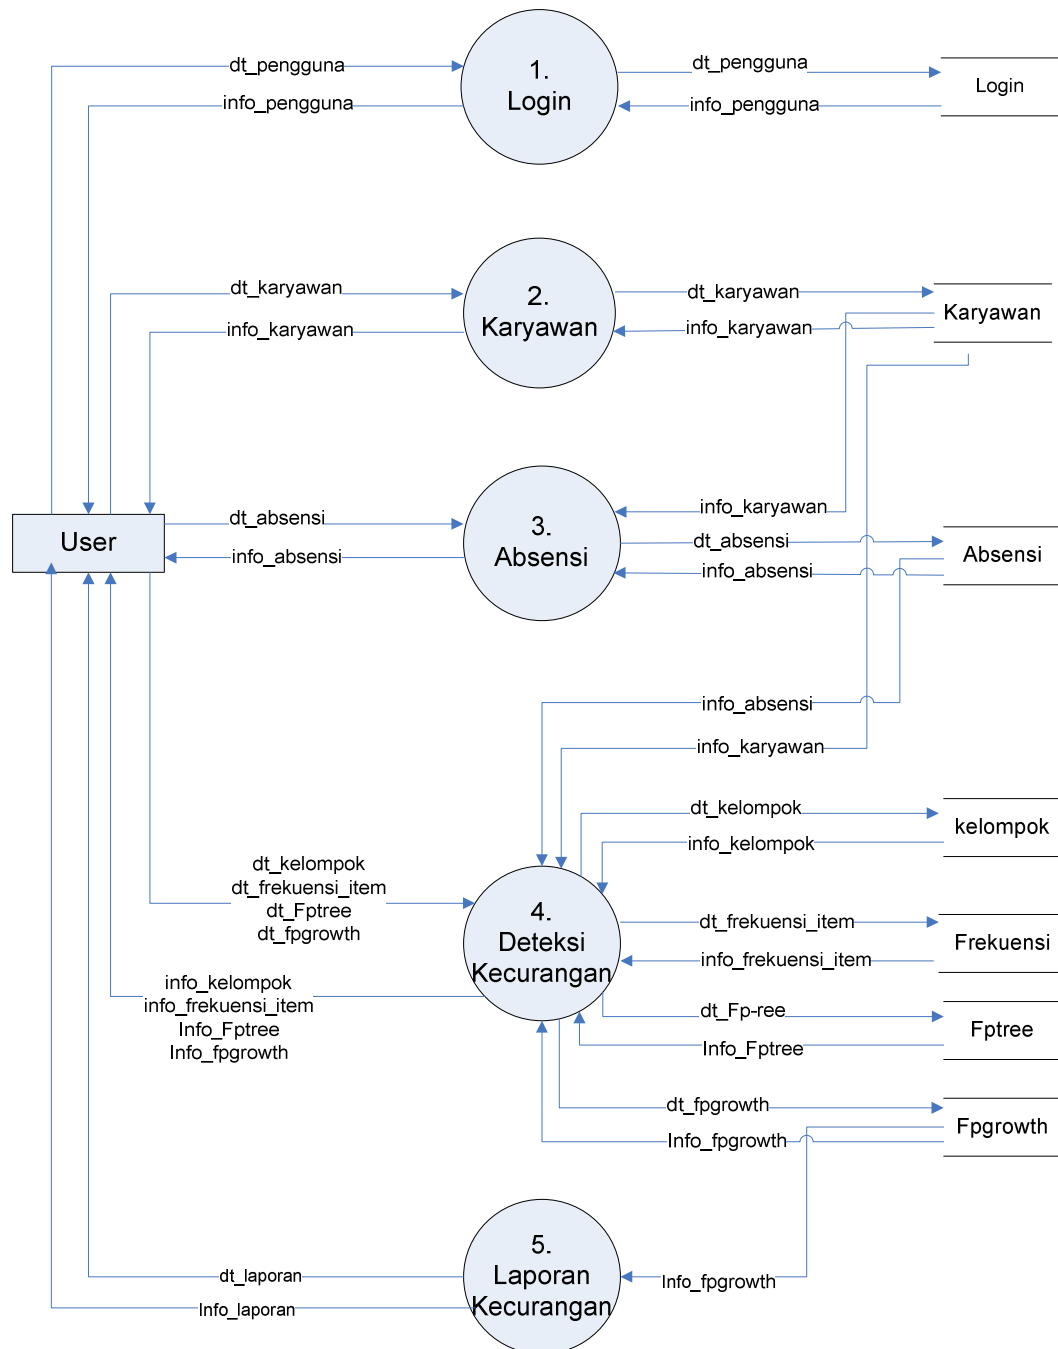 dt_pengguna
info_pengguna
1.
Login
dt_pengguna
info_pengguna
Login
dt_karyawan
info_karyawan
2.
Karyawan
dt_karyawan
info_karyawan
Karyawan
User
dt_absensi
info_absensi
3.
Absensi
info_karyawan
dt_absensi
info_absensi
Absensi
info_absensi
info_karyawan
dt_kelompok
info_kelompok
kelompok
dt_kelompok
dt_frekuensi_item
dt_Fptree
dt_fpgrowth
4.
Deteksi
Kecurangan
dt_frekuensi_item
info_frekuensi_item
Frekuensi
info_kelompok
info_frekuensi_item
Info_Fptree
Info_fpgrowth
dt_Fp-ree
Info_Fptree
Fptree
dt_fpgrowth
Info_fpgrowth
Fpgrowth
dt_laporan
Info_laporan
5.
Laporan
Kecurangan
Info_fpgrowth